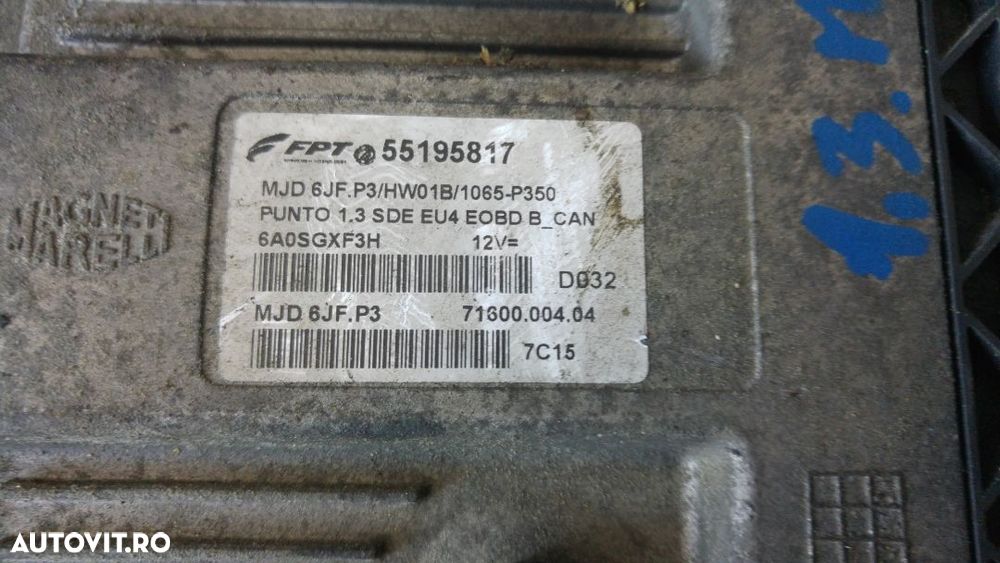 MAGNETI
MARELLI
FPT 55195817
MJD 6JF.P3/HW01B/1065-P350
PUNTO 1.3 SDE EU4 EOBD B_CAN
6A0SGXF3H 12V=
D032
MJD 6JF.P3 71600.004.04
7C15
1.3
AUTOVIT.RO